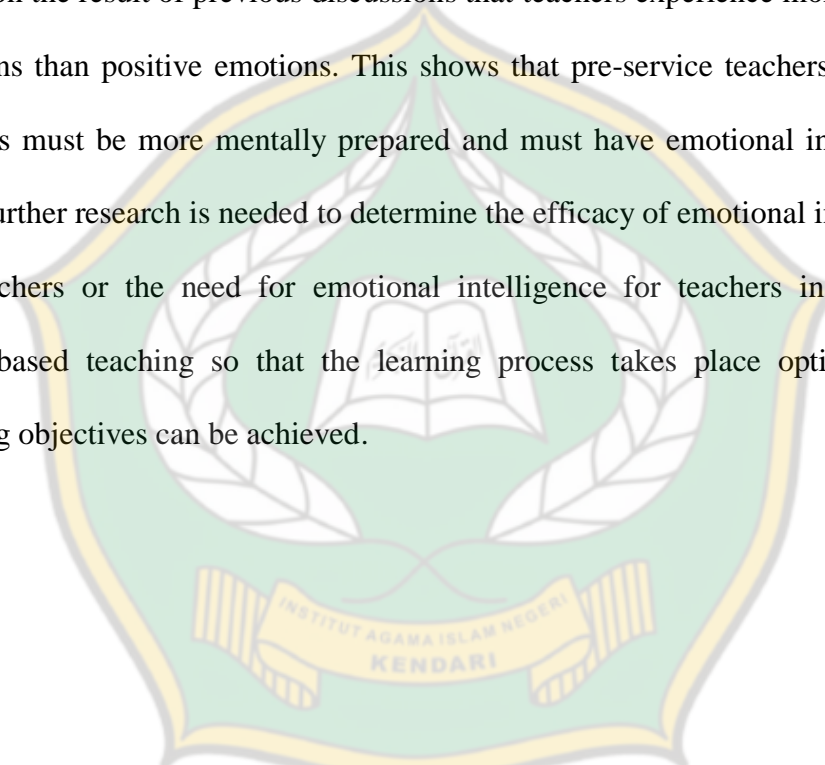 on the result of previous discussions that teachers experience
ns than positive emotions. This shows that pre-service teachers
s must be more mentally prepared and must have emotional in
urther research is needed to determine the efficacy of emotional i
chers or the need for emotional intelligence for teachers in
based teaching so that the learning process takes place opti
g objectives can be achieved.
INSTITUT AGAMA ISLAM NEGERI
KENDARI